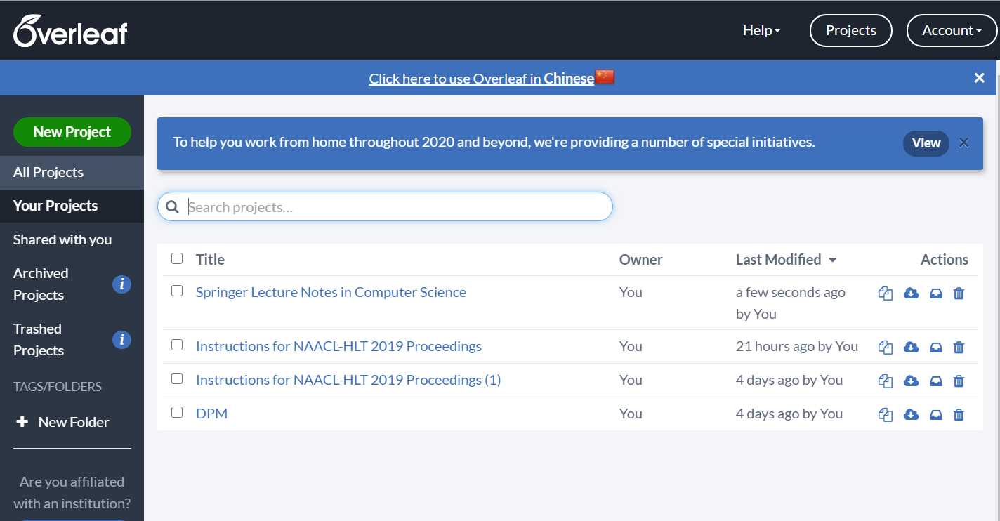 Overleaf
Help
Projects
Account
Click here to use Overleaf in Chinese
New Project
All Projects
Your Projects
Shared with you
Archived
Projects
i
Trashed
Projects
i
TAGS/FOLDERS
New Folder
Are you affiliated
with an institution?
To help you work from home throughout 2020 and beyond, we're providing a number of special initiatives.
View
Search projects...
Title Owner Last Modified Actions
Springer Lecture Notes in Computer Science You a few seconds ago
by You
Instructions for NAACL-HLT 2019 Proceedings You 21 hours ago by You
Instructions for NAACL-HLT 2019 Proceedings (1) You 4 days ago by You
DPM You 4 days ago by You